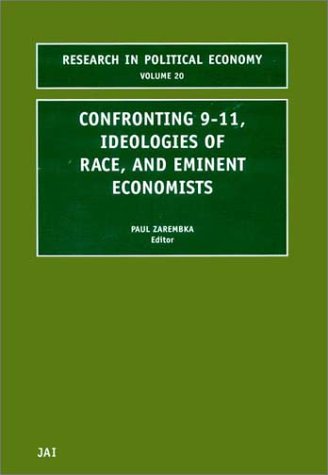 RESEARCH IN POLITICAL ECONOMY
VOLUME 20
CONFRONTING 9-11,
IDEOLOGIES OF
RACE, AND EMINENT
ECONOMISTS
PAUL ZAREMBKA
Editor
JAI